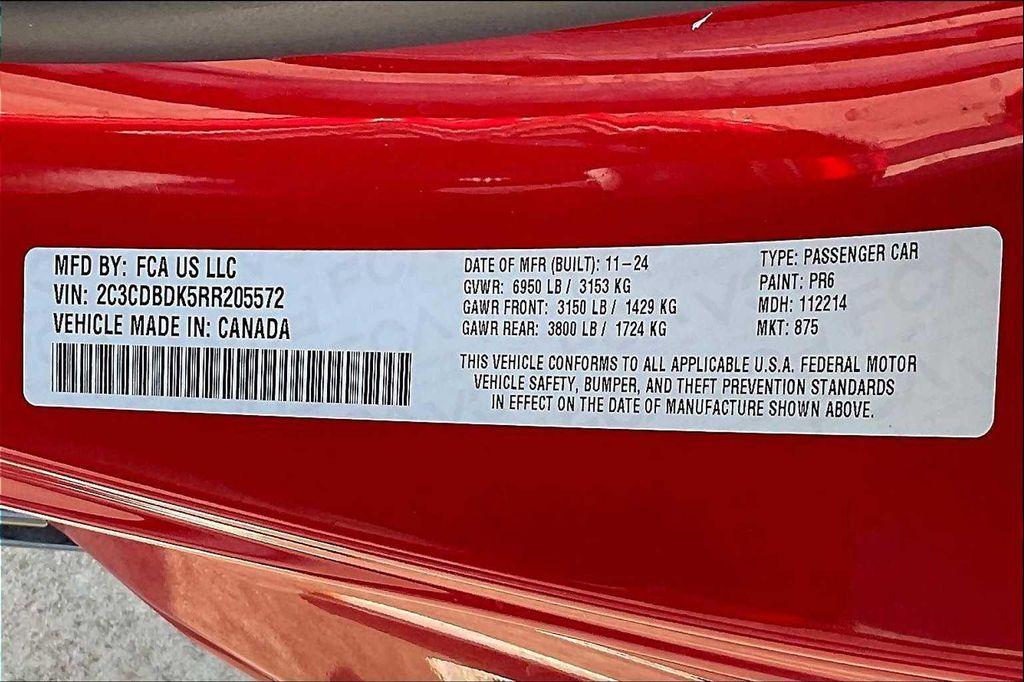 MFD BY: FCA US LLC
VIN: 2C3CDBDK5RR205572
VEHICLE MADE IN: CANADA
DATE OF MFR (BUILT): 11-24
GVWR: 6950 LB / 3153 KG
GAWR FRONT: 3150 LB / 1429 KG
GAWR REAR: 3800 LB / 1724 KG
TYPE: PASSENGER CAR
PAINT: PR6
MDH: 112214
MKT: 875
THIS VEHICLE CONFORMS TO ALL APPLICABLE U.S.A. FEDERAL MOTOR
VEHICLE SAFETY, BUMPER, AND THEFT PREVENTION STANDARDS
IN EFFECT ON THE DATE OF MANUFACTURE SHOWN ABOVE.